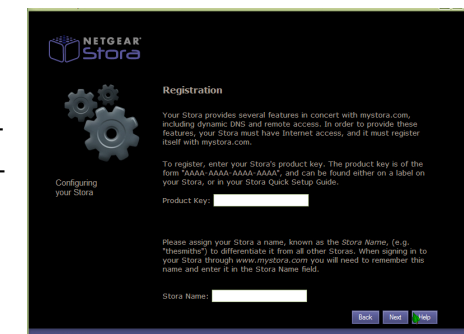 NETGEAR
Stora
Registration
Your Stora provides several features in concert with mystora.com,
including dynamic DNS and remote access. In order to provide these
features, your Stora must have Internet access, and it must register
itself with mystora.com.
To register, enter your Stora's product key. The product key is of the
form "AAAA-AAAA-AAAA-AAAA", and can be found either on a label on
your Stora, or in your Stora Quick Setup Guide.
Configuring
your Stora
Product Key:
Please assign your Stora a name, known as the Stora Name, (e.g.
"thesmiths") to differentiate it from all other Storas. When signing in to
your Stora through www.mystora.com you will need to remember this
name and enter it in the Stora Name field.
Stora Name:
Back Next Help